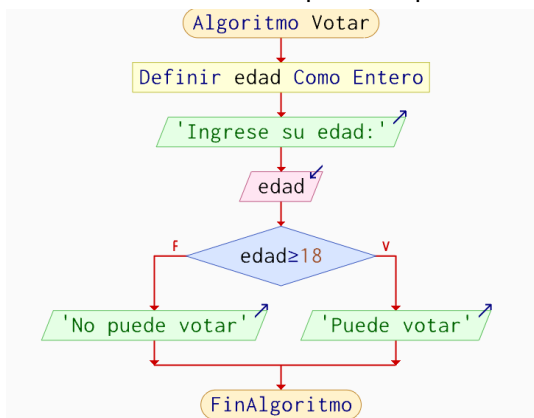 Algoritmo Votar
Definir edad Como Entero
'Ingrese su edad:'
edad
F
V
edad≥18
'No puede votar'
'Puede votar'
FinAlgoritmo